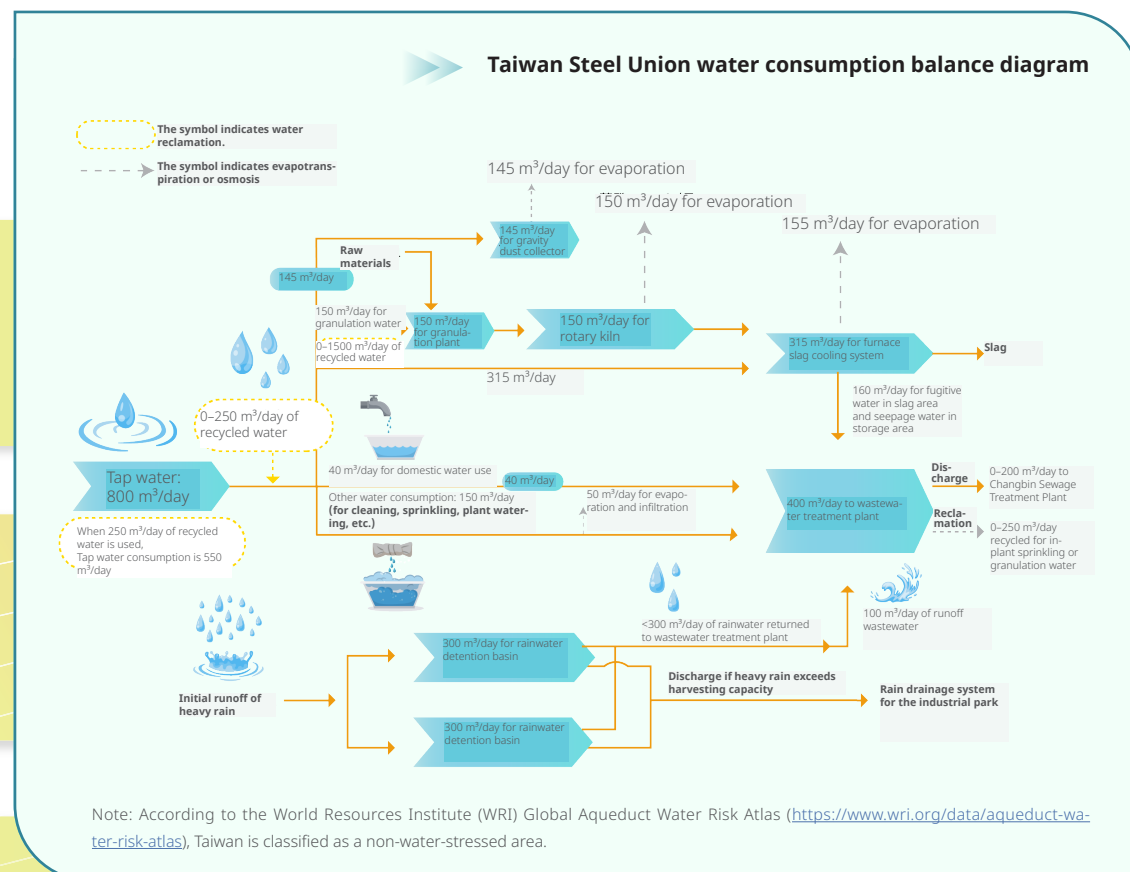 Taiwan Steel Union water consumption balance diagram
The symbol indicates water
reclamation.
The symbol indicates evapotrans-
piration or osmosis
145 m³/day for evaporation
150 m³/day for evaporation
155 m³/day for evaporation
145 m³/day
for gravity
dust collector
Raw
materials
145 m³/day
150 m³/day for
granulation water
0–1500 m³/day of
recycled water
150 m³/day
for granula-
tion plant
150 m³/day for
rotary kiln
315 m³/day for furnace
slag cooling system
Slag
315 m³/day
160 m³/day for fugitive
water in slag area
and seepage water in
storage area
0–250 m³/day of
recycled water
Tap water:
800 m³/day
When 250 m³/day of recycled
water is used,
Tap water consumption is 550
m³/day
40 m³/day for domestic water use
40 m³/day
Other water consumption: 150 m³/day
(for cleaning, sprinkling, plant water-
ing, etc.)
50 m³/day for evapo-
ration and infiltration
400 m³/day to wastewa-
ter treatment plant
Dis-
charge
0–200 m³/day to
Changbin Sewage
Treatment Plant
Recla-
mation
0–250 m³/day
recycled for in-
plant sprinkling or
granulation water
100 m³/day of runoff
wastewater
<300 m³/day of rainwater returned
to wastewater treatment plant
300 m³/day for rainwater
detention basin
Initial runoff of
heavy rain
Discharge if heavy rain exceeds
harvesting capacity
Rain drainage system
for the industrial park
300 m³/day for rainwater
detention basin
Note: According to the World Resources Institute (WRI) Global Aqueduct Water Risk Atlas (https://www.wri.org/data/aqueduct-wa-
ter-risk-atlas), Taiwan is classified as a non-water-stressed area.